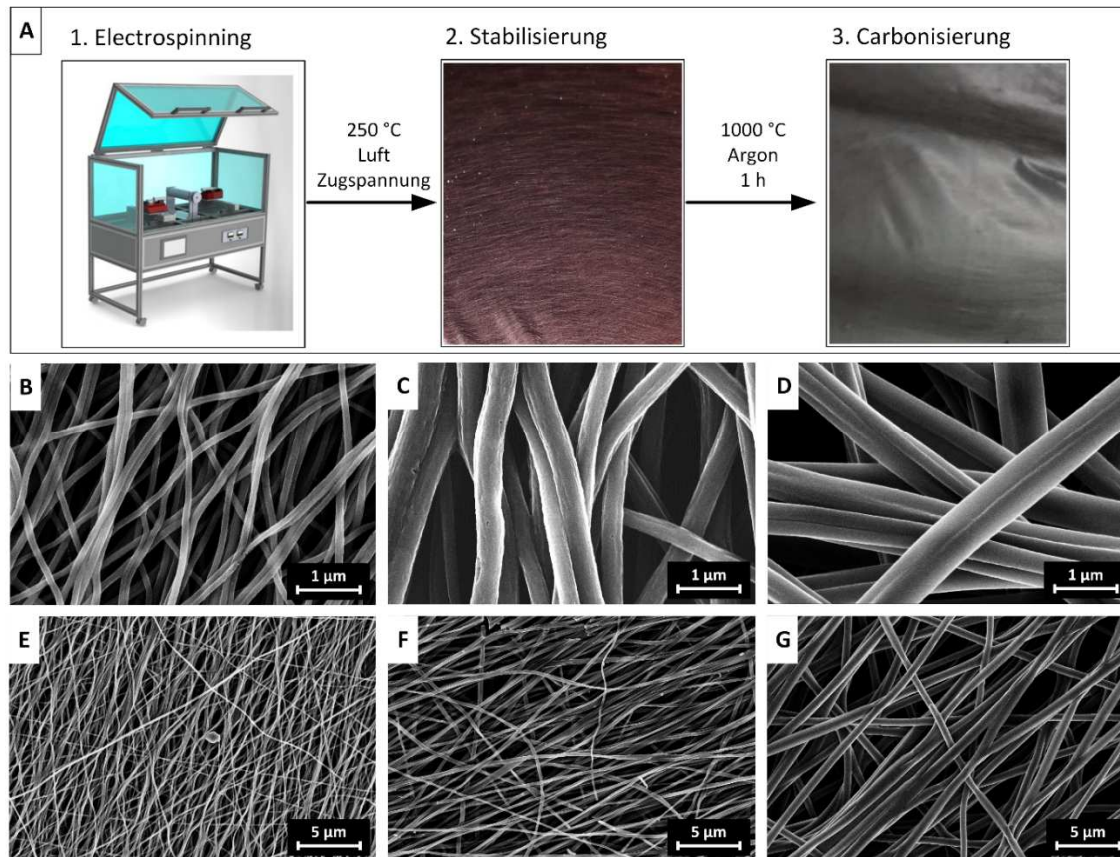 A
1. Electrospinning
2. Stabilisierung
3. Carbonisierung
250 °C
Luft
Zugspannung
1000 °C
Argon
1 h
B
1 µm
C
1 µm
D
1 µm
E
5 µm
F
5 µm
G
5 µm